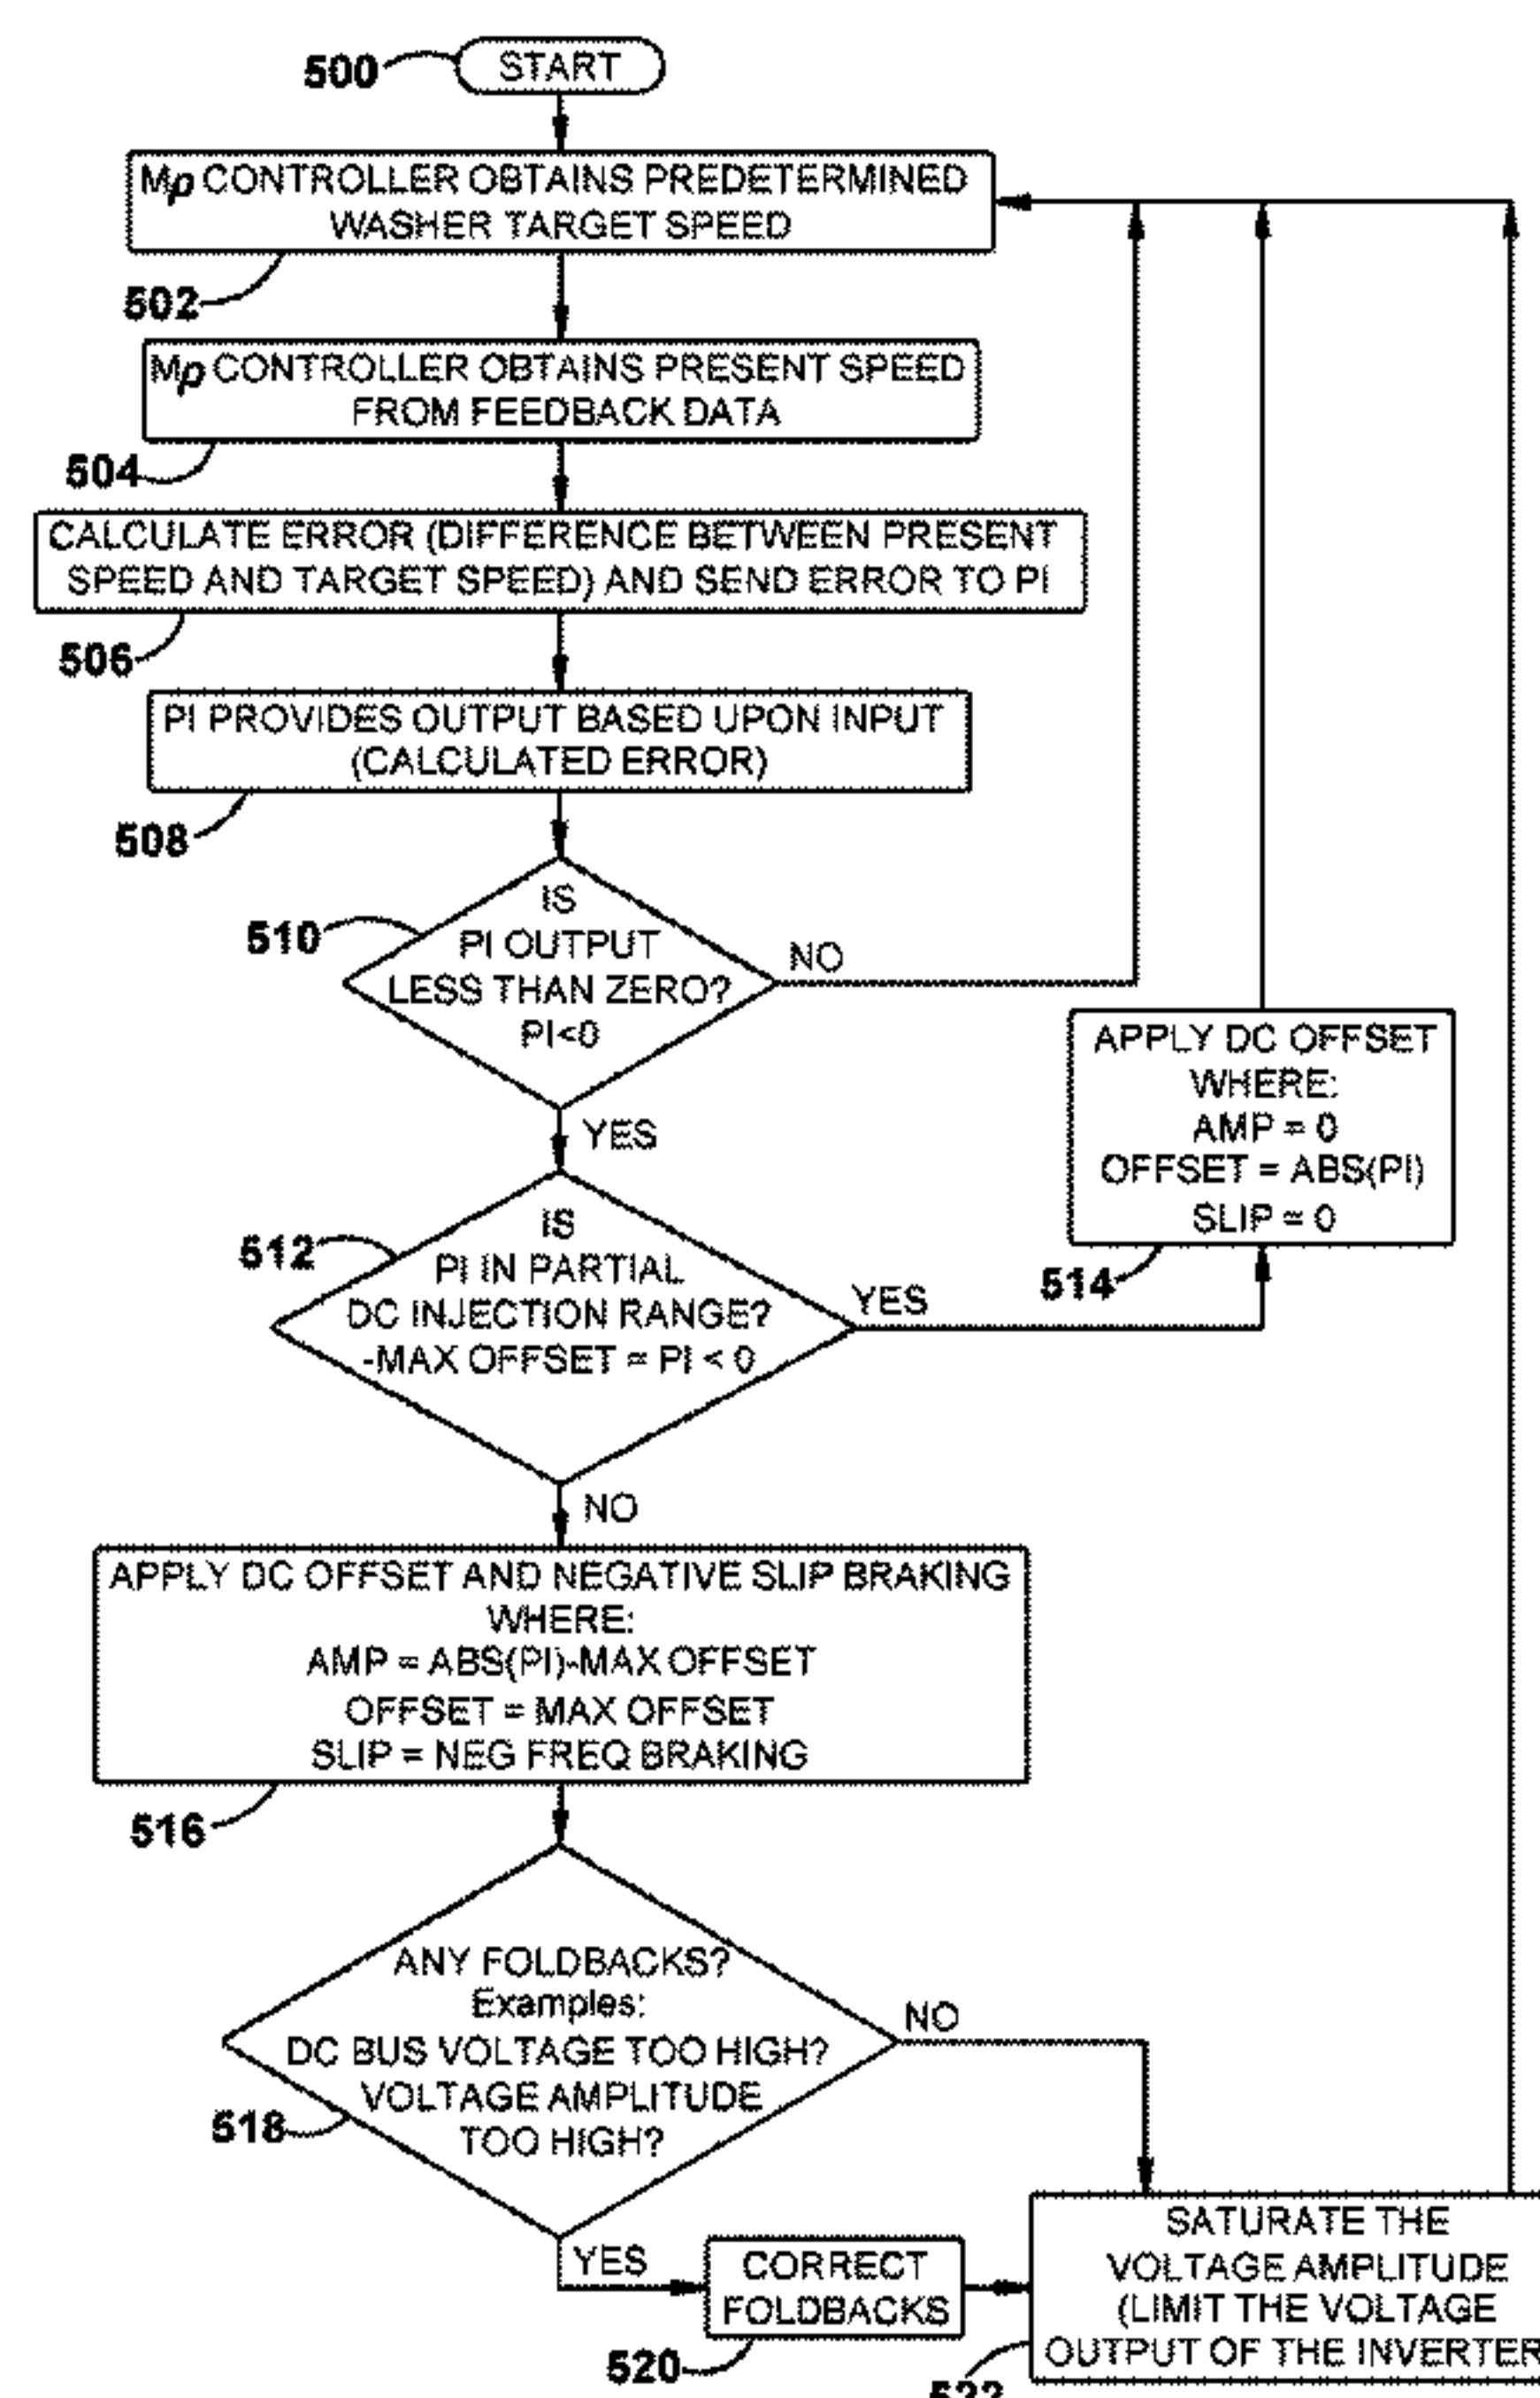 500
START
Mρ CONTROLLER OBTAINS PREDETERMINED
WASHER TARGET SPEED
502
Mρ CONTROLLER OBTAINS PRESENT SPEED
FROM FEEDBACK DATA
504
CALCULATE ERROR (DIFFERENCE BETWEEN PRESENT
SPEED AND TARGET SPEED) AND SEND ERROR TO PI
506
PI PROVIDES OUTPUT BASED UPON INPUT
(CALCULATED ERROR)
508
510
IS
PI OUTPUT
LESS THAN ZERO?
PI<0
NO
YES
512
IS
PI IN PARTIAL
DC INJECTION RANGE?
-MAX OFFSET = PI < 0
YES
APPLY DC OFFSET
WHERE:
AMP = 0
OFFSET = ABS(PI)
SLIP = 0
514
NO
APPLY DC OFFSET AND NEGATIVE SLIP BRAKING
WHERE:
AMP = ABS(PI)-MAX OFFSET
OFFSET = MAX OFFSET
SLIP = NEG FREQ BRAKING
516
ANY FOLDBACKS?
Examples:
DC BUS VOLTAGE TOO HIGH?
VOLTAGE AMPLITUDE
TOO HIGH?
518
NO
YES
CORRECT
FOLDBACKS
520
SATURATE THE
VOLTAGE AMPLITUDE
(LIMIT THE VOLTAGE
OUTPUT OF THE INVERTER
522